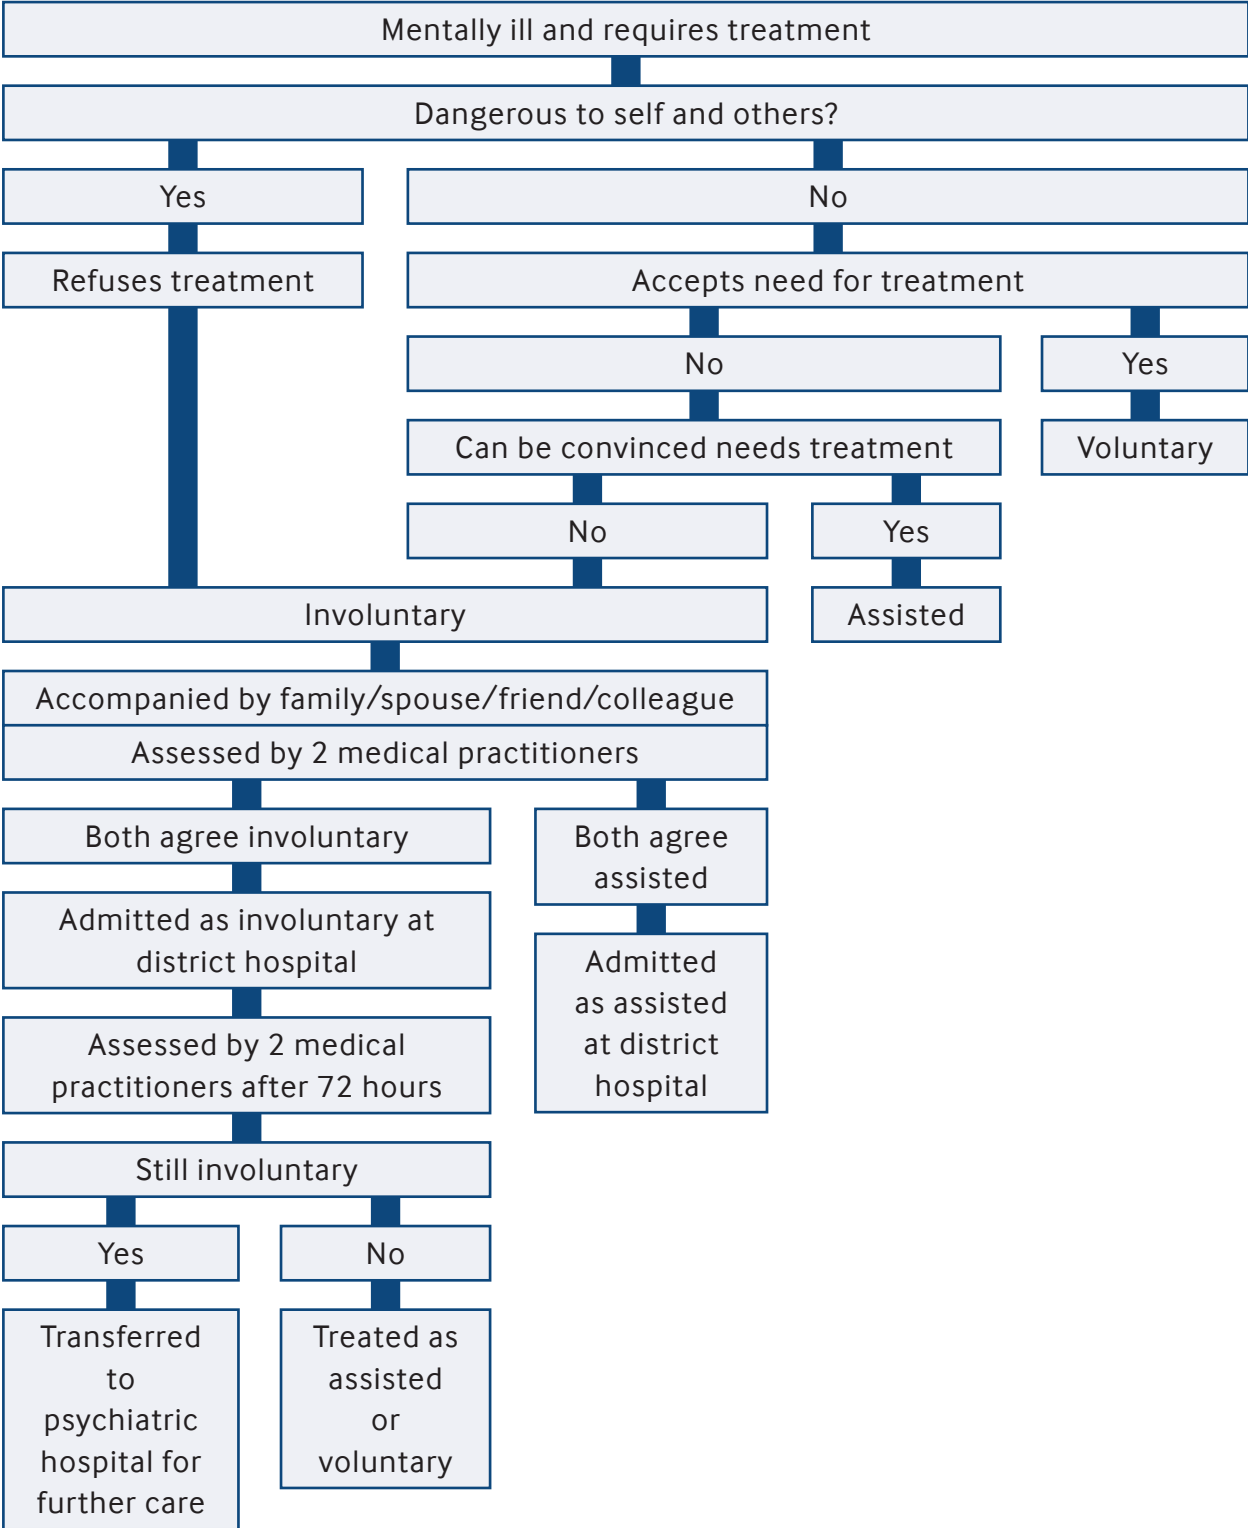 Mentally ill and requires treatment
Dangerous to self and others?
Yes
No
Refuses treatment
Accepts need for treatment
No
Yes
Can be convinced needs treatment
Voluntary
No
Yes
Involuntary
Assisted
Accompanied by family/spouse/friend/colleague
Assessed by 2 medical practitioners
Both agree involuntary
Both agree
assisted
Admitted as involuntary at
district hospital
Admitted
as assisted
at district
hospital
Assessed by 2 medical
practitioners after 72 hours
Still involuntary
Yes
No
Transferred
to
psychiatric
hospital for
further care
Treated as
assisted
or
voluntary